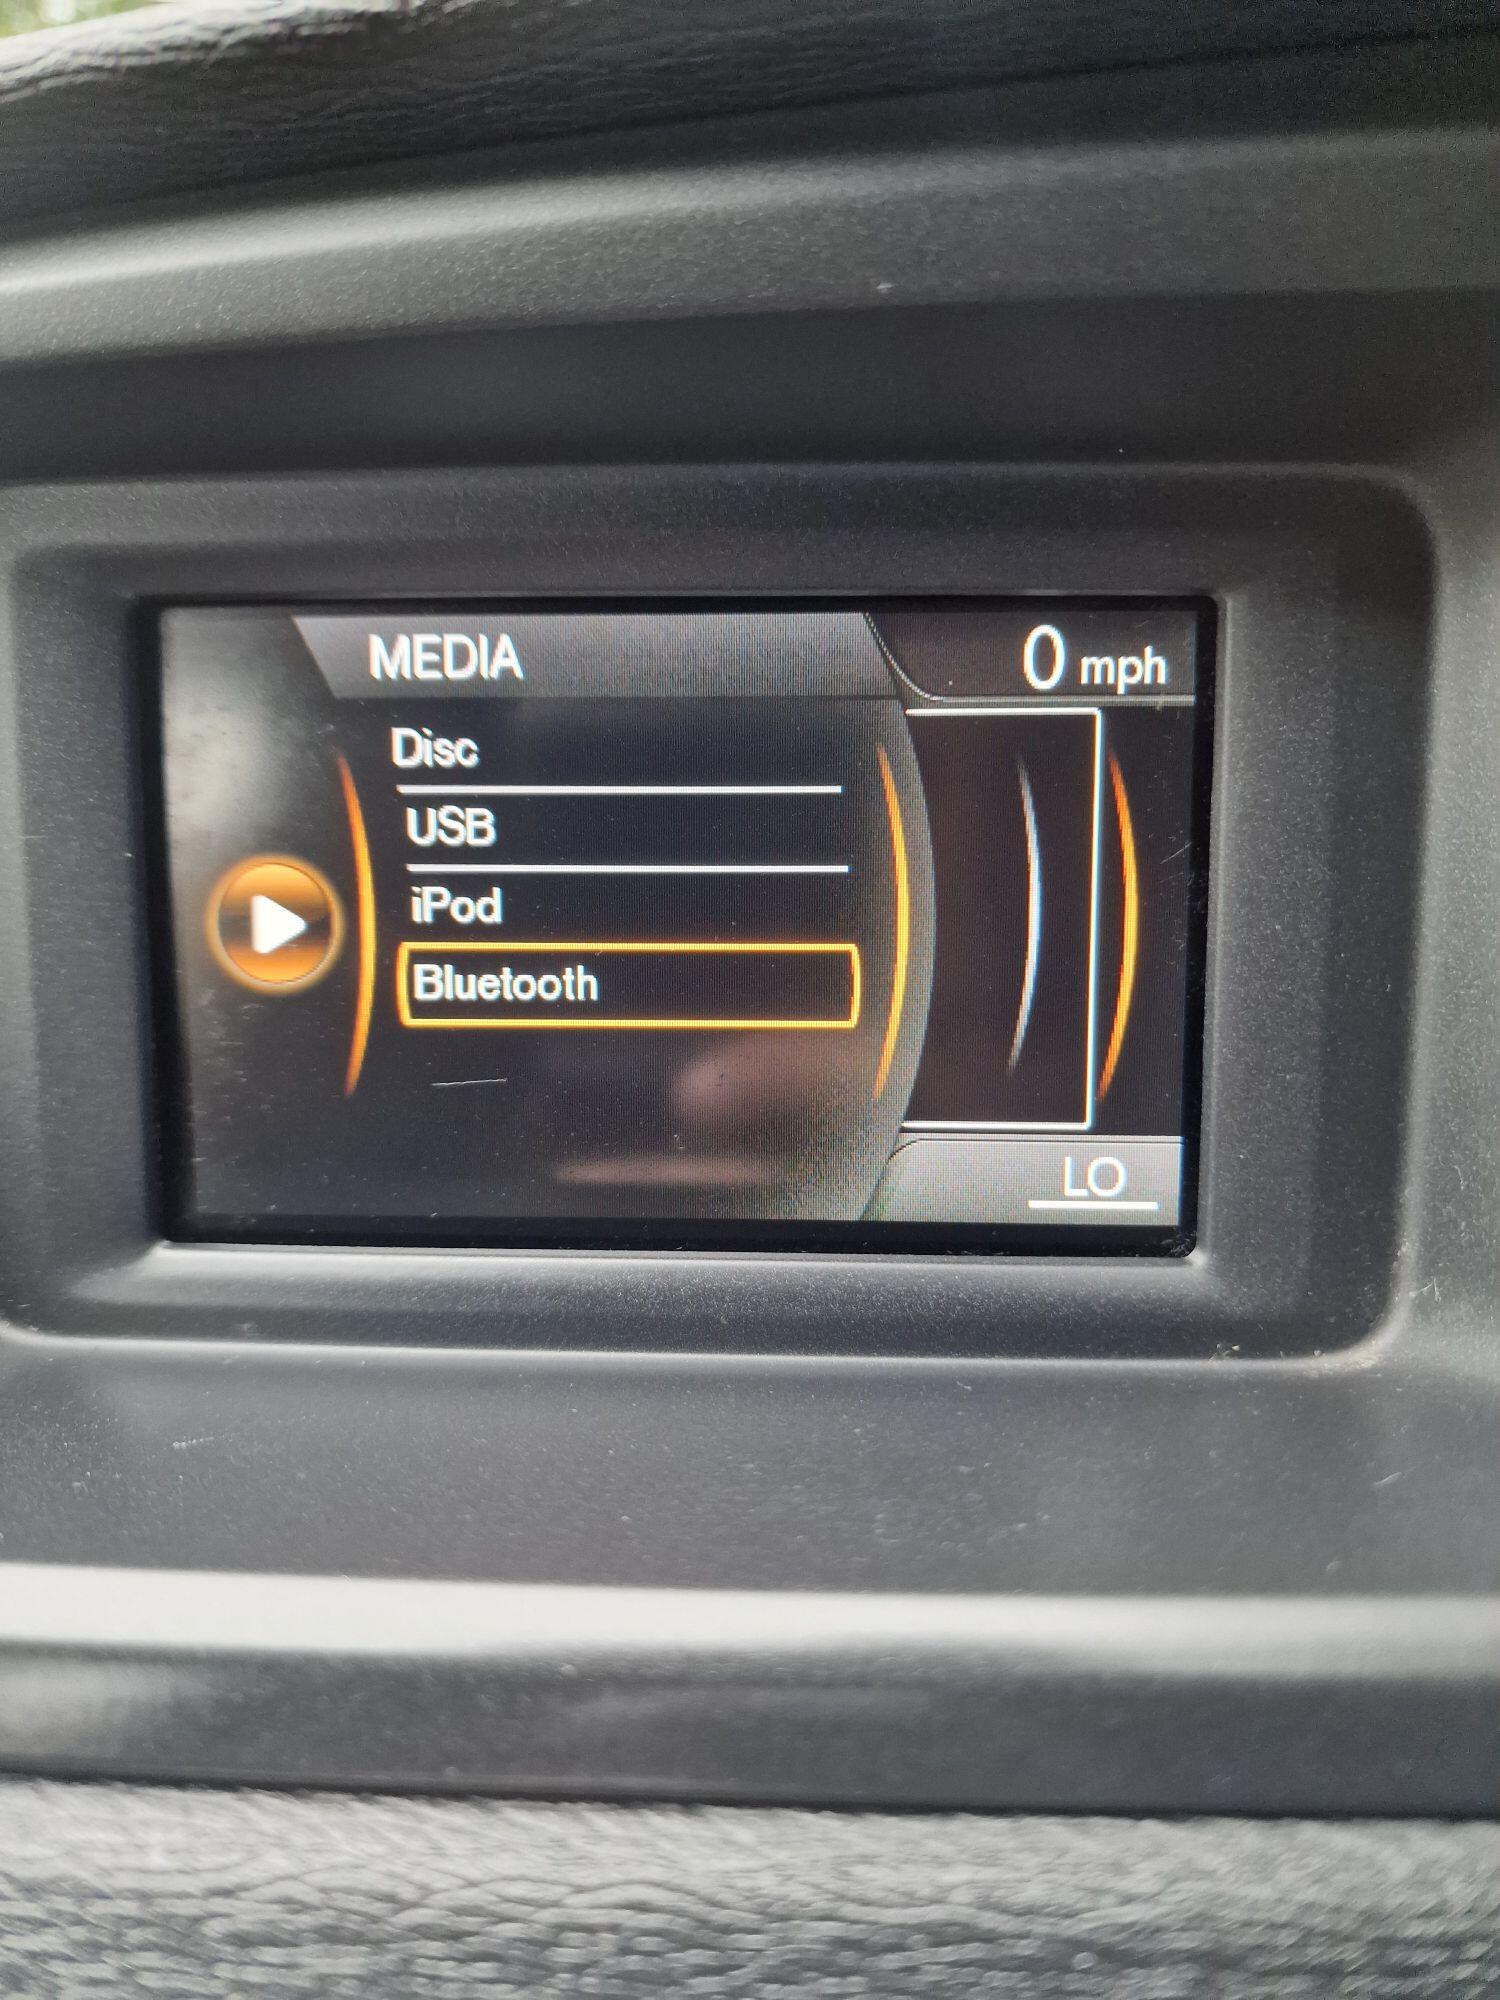 MEDIA
0 mph
Disc
USB
iPod
Bluetooth
LO